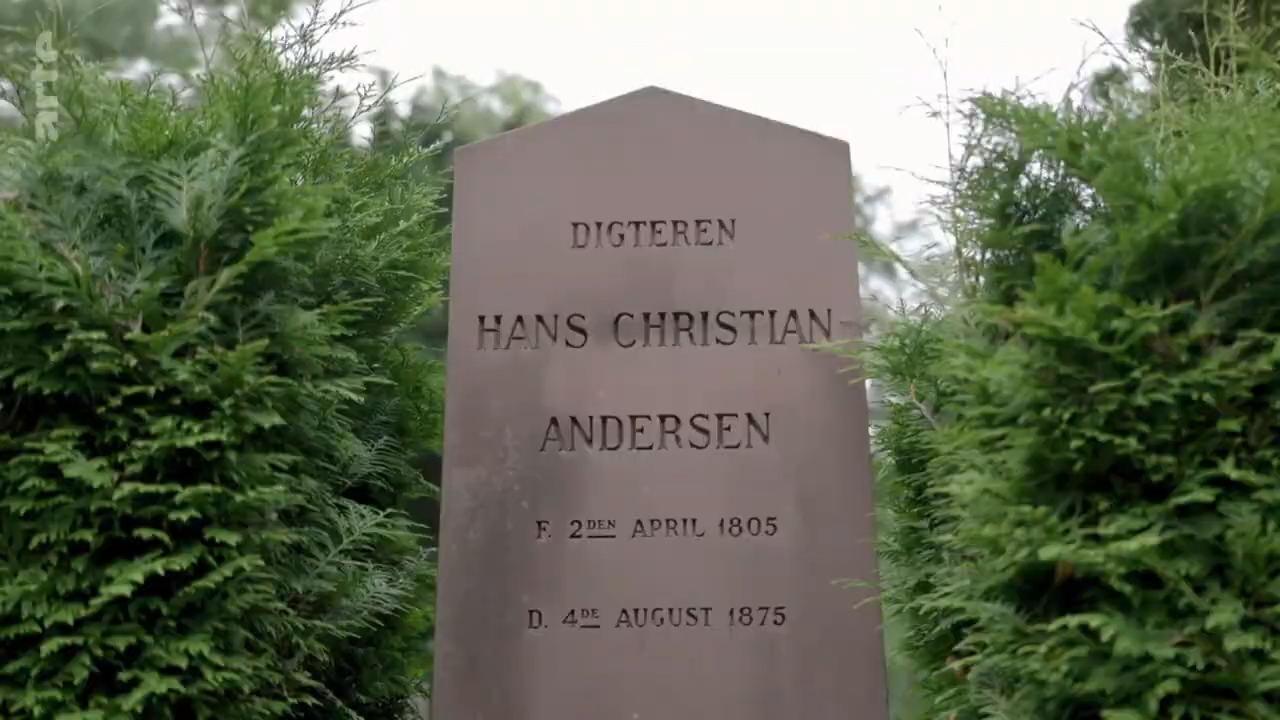 arte
DIGTEREN
HANS CHRISTIAN
ANDERSEN
F. 2DEN APRIL 1805
D. 4DE AUGUST 1875